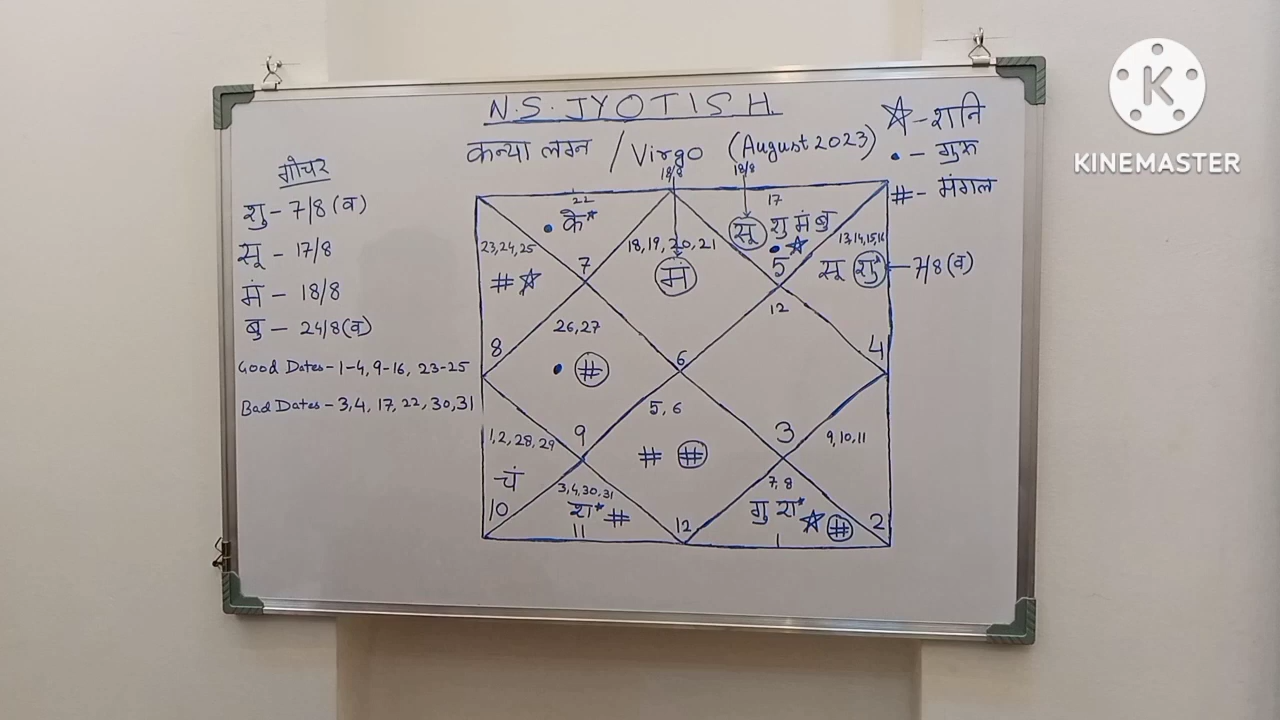 N.S. JYOTISH.
कन्या लग्न / Virgo (August 2023)
☆ - शनि
• - गुरु
# - मंगल
K
KINEMASTER
गोचर
शु - 7/8 (व)
सू - 17/8
मं - 18/8
बु - 24/8 (व)
Good Dates - 1-4, 9-16, 23-25
Bad Dates - 3,4, 17, 22, 30, 31
18/8
18/8
22
• के*
7
23, 24, 25
# ☆
8
18, 19, 20, 21
मं
6
17
सू शु मं बु
• ☆
5
13,14,15,16
सू शु* 7/8 (व)
4
12
3
26, 27
• #
9
1, 2, 28, 29
चं
10
3,4,30,31
श* #
11
5, 6
# #
12
7, 8
गु रा* ☆ #
1
9, 10, 11
2